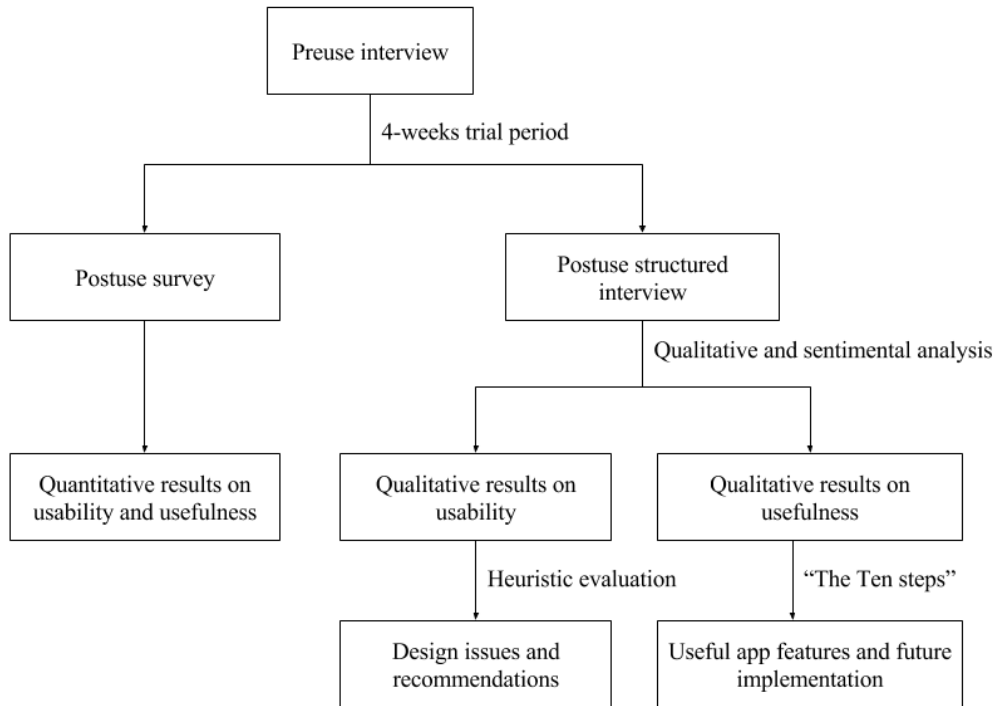 Preuse interview
4-weeks trial period
Postuse survey
Postuse structured
interview
Qualitative and sentimental analysis
Quantitative results on
usability and usefulness
Qualitative results on
usability
Qualitative results on
usefulness
Heuristic evaluation
“The Ten steps”
Design issues and
recommendations
Useful app features and future
implementation